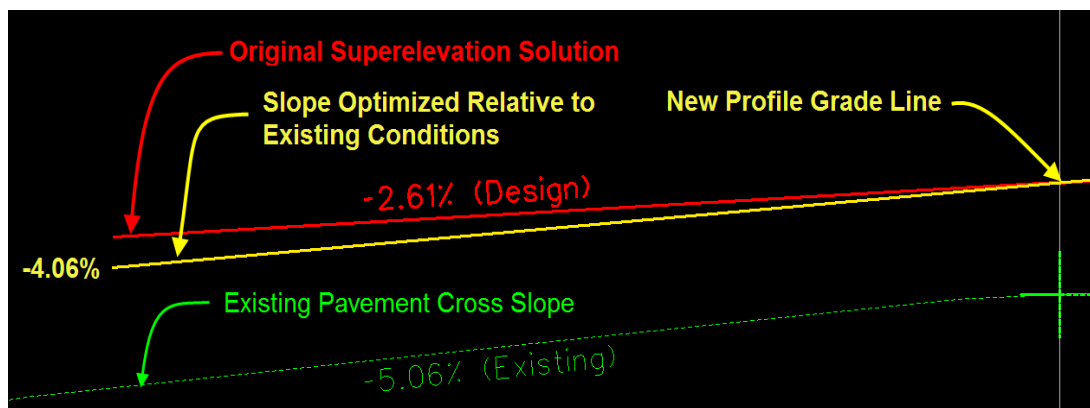 Original Superelevation Solution
Slope Optimized Relative to
Existing Conditions
New Profile Grade Line
-2.61% (Design)
-4.06%
Existing Pavement Cross Slope
-5.06% (Existing)